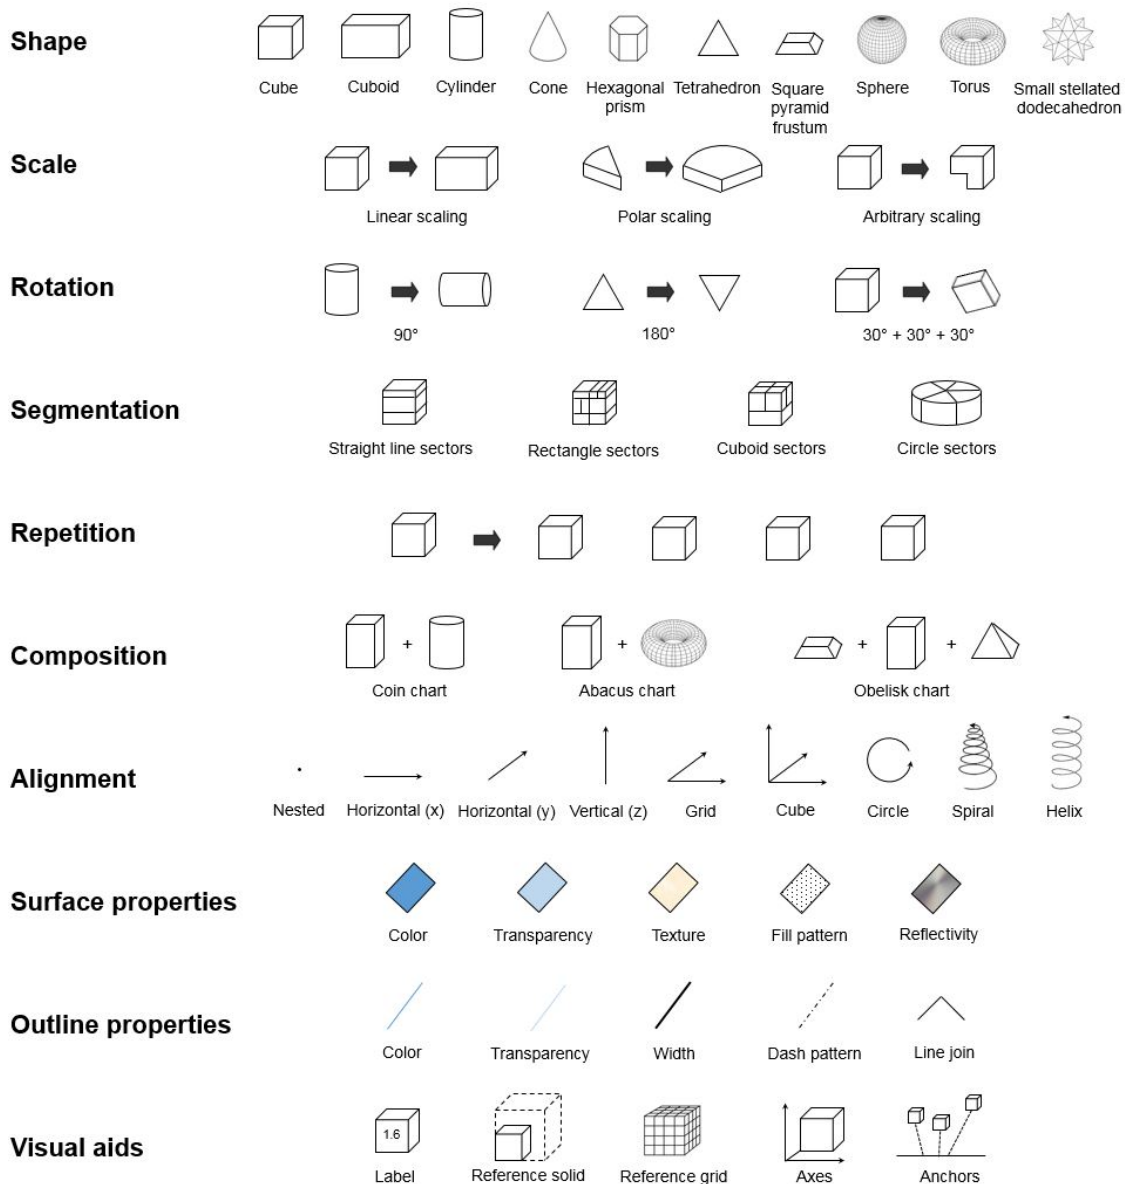 Shape
Cube
Cuboid
Cylinder
Cone
Hexagonal
prism
Tetrahedron
Square
pyramid
frustum
Sphere
Torus
Small stellated
dodecahedron
Scale
Linear scaling
Polar scaling
Arbitrary scaling
Rotation
90°
180°
30° + 30° + 30°
Segmentation
Straight line sectors
Rectangle sectors
Cuboid sectors
Circle sectors
Repetition
Composition
+
Coin chart
+
Abacus chart
+ +
Obelisk chart
Alignment
Nested
Horizontal (x)
Horizontal (y)
Vertical (z)
Grid
Cube
Circle
Spiral
Helix
Surface properties
Color
Transparency
Texture
Fill pattern
Reflectivity
Outline properties
Color
Transparency
Width
Dash pattern
Line join
Visual aids
1.6
Label
Reference solid
Reference grid
Axes
Anchors